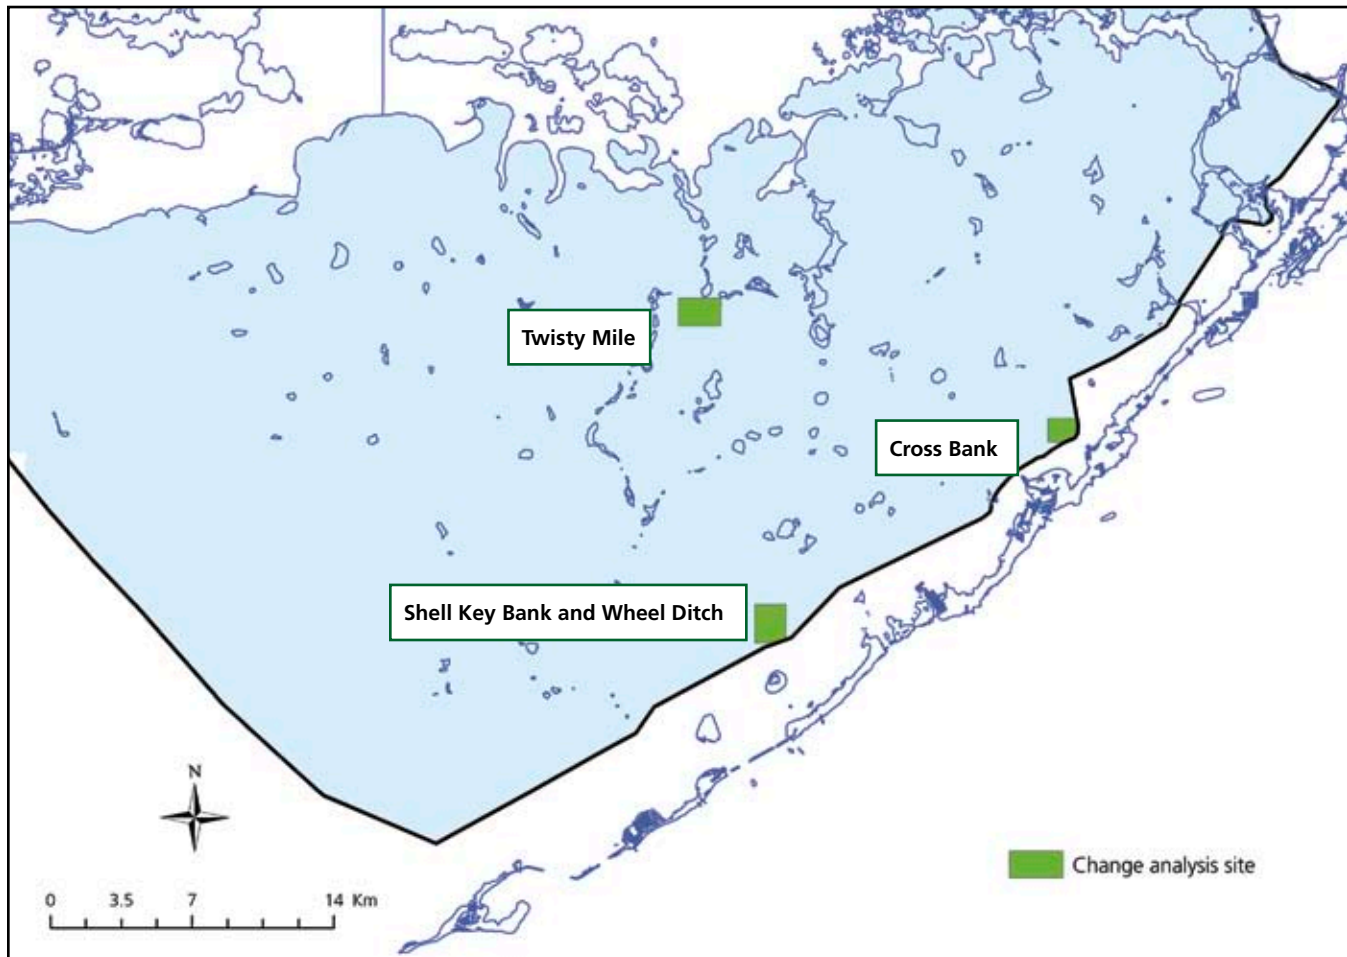 Twisty Mile
Cross Bank
Shell Key Bank and Wheel Ditch
N
0 3.5 7 14 Km
Change analysis site